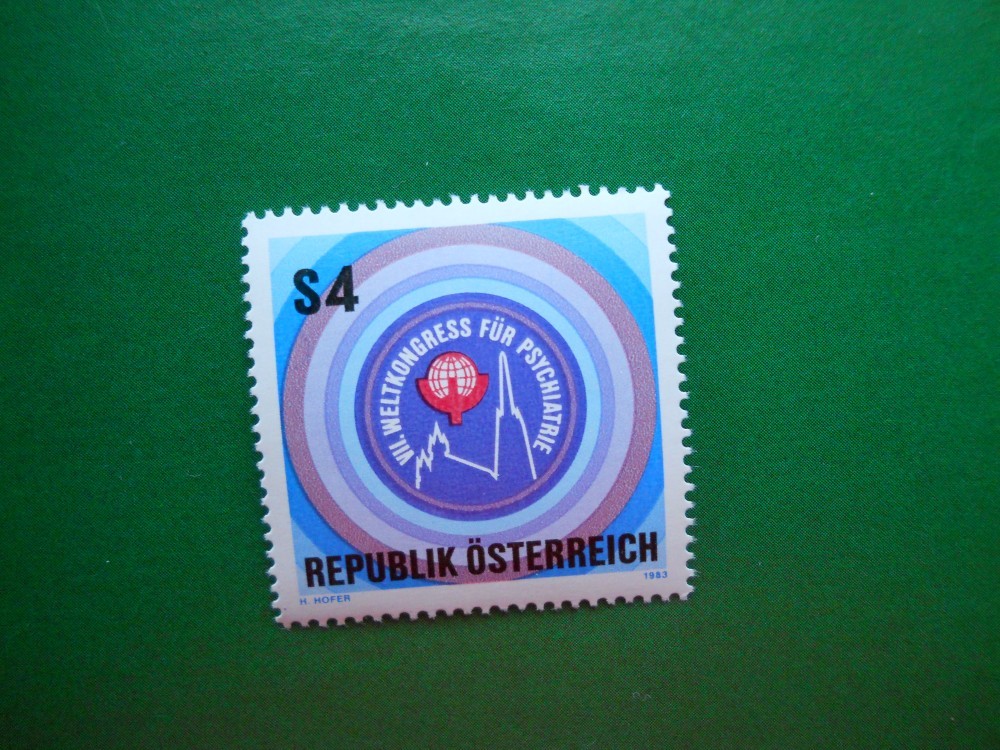 S4
VII. WELTKONGRESS FÜR PSYCHIATRIE
REPUBLIK ÖSTERREICH
H. HOFER
1983